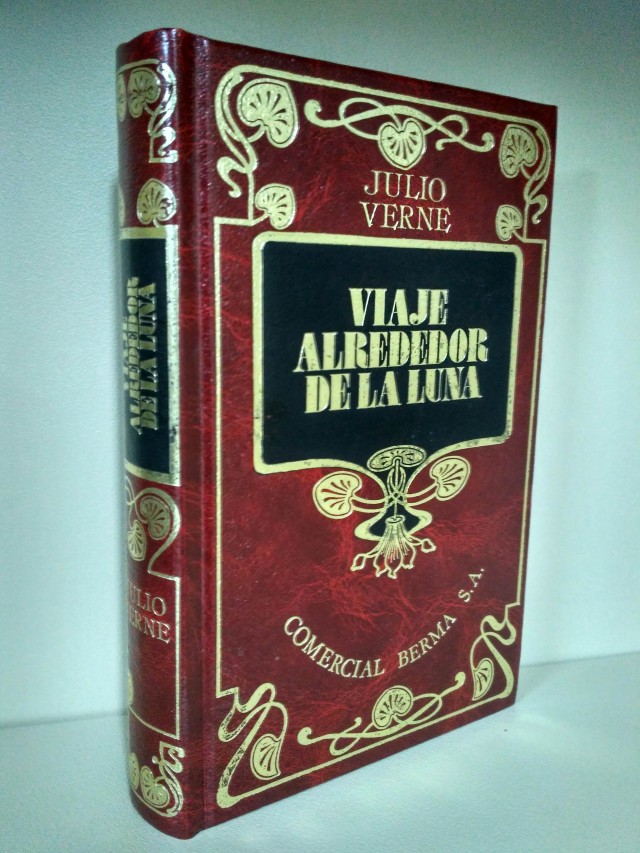 JULIO
VERNE
VIAJE
ALREDEDOR
DE LA LUNA
COMERCIAL BERMA S.A.
VIAJE
ALREDEDOR
DE LA LUNA
JULIO
VERNE